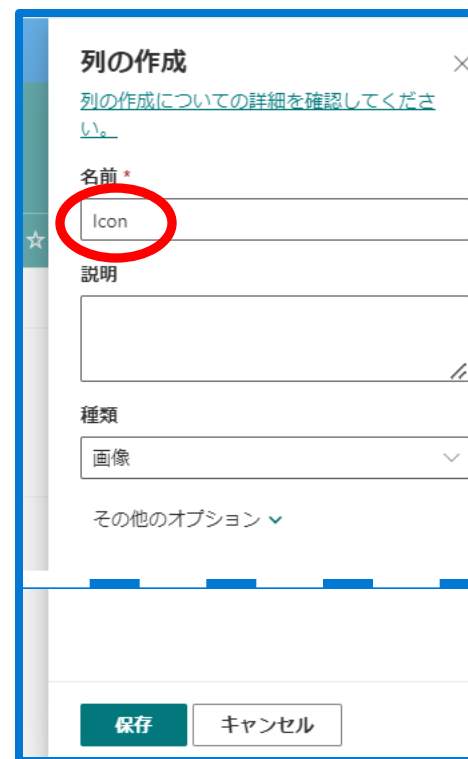 列の作成
列の作成についての詳細を確認してくださ
い。
名前 *
Icon
説明
種類
画像
その他のオプション
保存
キャンセル